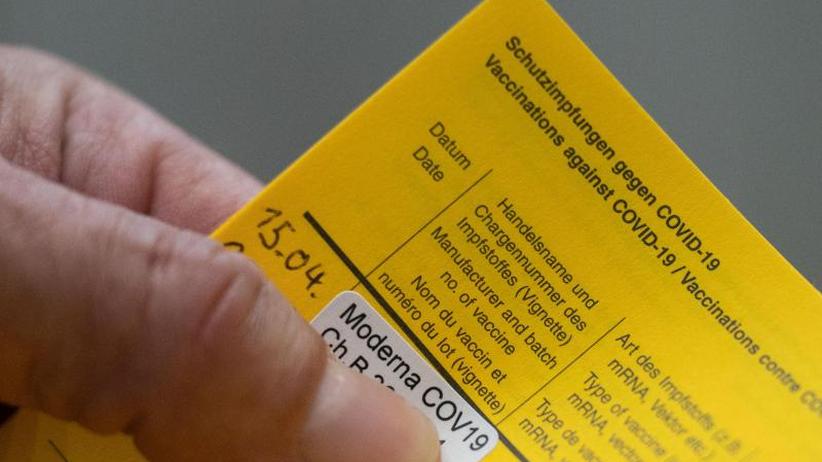 Schutzimpfungen gegen COVID-19
Vaccinations against COVID-19 / Vaccinations contre
Datum
Date
Handelsname und
Chargennummer des
Impfstoffes (Vignette)
Manufacturer and batch
no. of vaccine
Nom du vaccin et
numéro du lot (vignette)
Art des Impfstoffs (z.B.
mRNA, Vektor etc.)
Type of vaccine
mRNA, vector
Type de
mRNA,
15.04.
Moderna COV19
Ch.B.